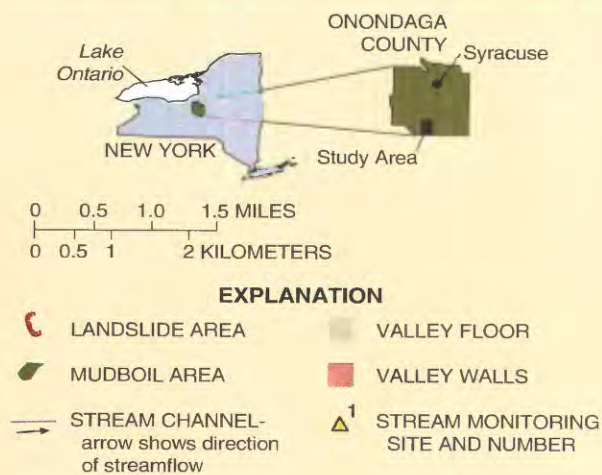 ONONDAGA
COUNTY
Lake
Ontario
Syracuse
NEW YORK
Study Area
0 0.5 1.0 1.5 MILES
0 0.5 1 2 KILOMETERS
EXPLANATION
LANDSLIDE AREA
VALLEY FLOOR
MUDBOIL AREA
VALLEY WALLS
STREAM CHANNEL-
arrow shows direction
of streamflow
1
STREAM MONITORING
SITE AND NUMBER